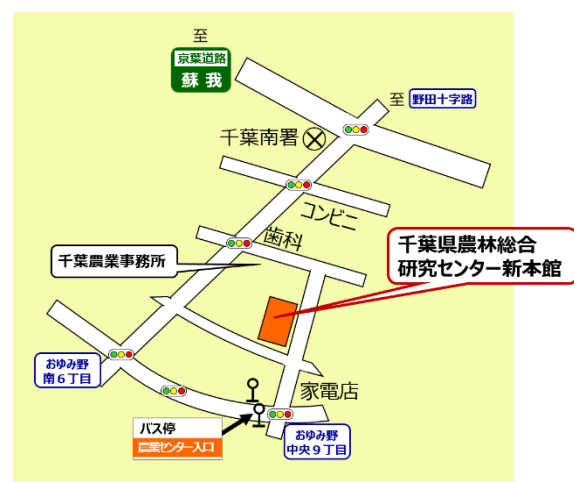 至
京葉道路
蘇我
至 野田十字路
千葉南署
コンビニ
歯科
千葉農業事務所
千葉県農林総合
研究センター新本館
おゆみ野
南６丁目
家電店
バス停
農業センター入口
おゆみ野
中央９丁目